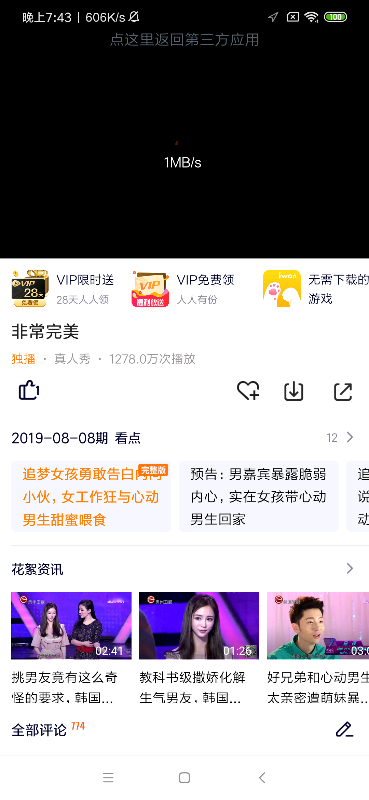 晚上7:43 | 606K/s
100
点这里返回第三方应用
1MB/s
VIP限时送
28天人人领
VIP免费领
人人有份
无需下载的
游戏
非常完美
独播 · 真人秀 · 1278.0万次播放
1
2019-08-08期 看点
12
追梦女孩勇敢告白内向
完整版
小伙，女工作狂与心动
男生甜蜜喂食
预告：男嘉宾暴露脆弱
内心，实在女孩带心动
男生回家
追
说
动
花絮资讯
02:41
01:26
03:0
挑男友竟有这么奇
怪的要求，韩国...
教科书级撒娇化解
生气男友，韩国...
好兄弟和心动男生
太亲密遭萌妹暴...
全部评论 774